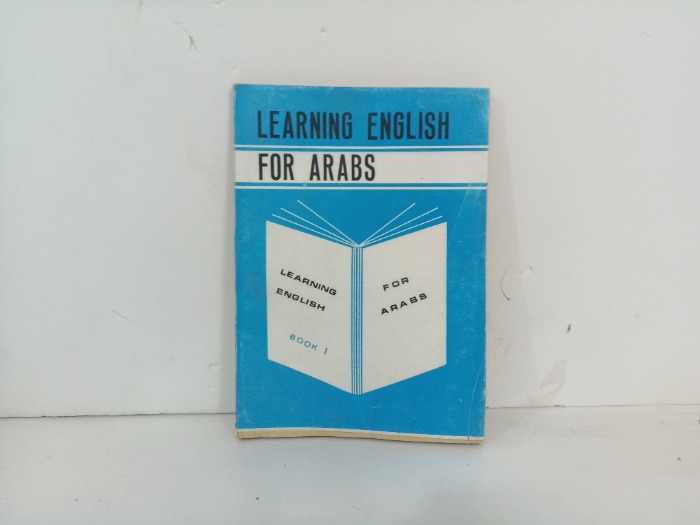 LEARNING ENGLISH
FOR ARABS
LEARNING
ENGLISH
BOOK 1
FOR
ARABS